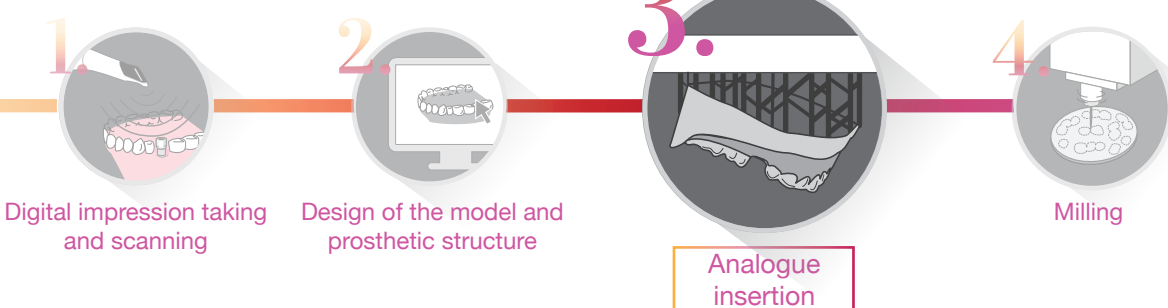 1.
2.
3.
4.
Digital impression taking
and scanning
Design of the model and
prosthetic structure
Analogue
insertion
Milling